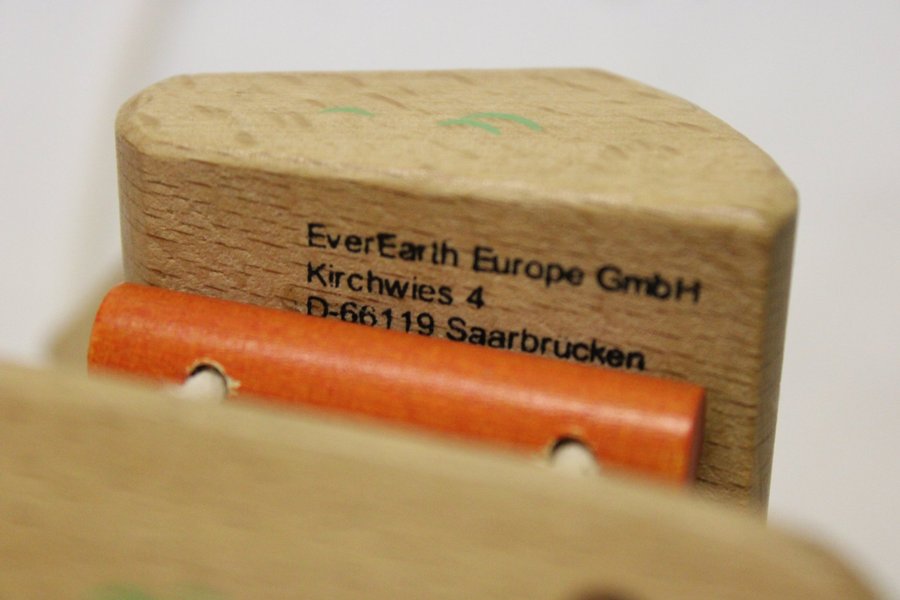 EverEarth Europe GmbH
Kirchwies 4
D-66119 Saarbrucken